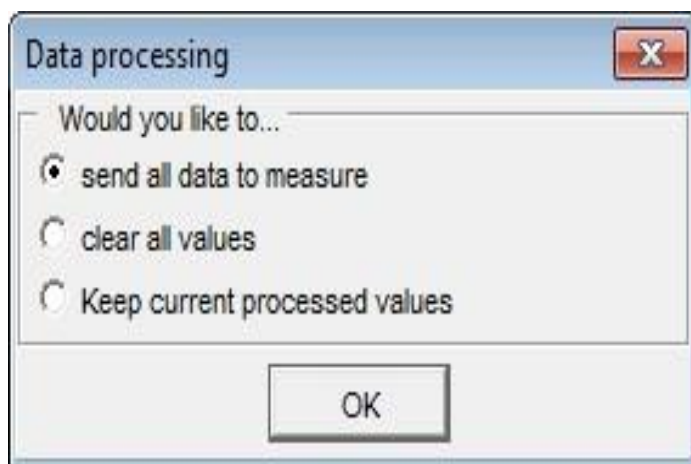 Data processing
Would you like to...
send all data to measure
clear all values
Keep current processed values
OK